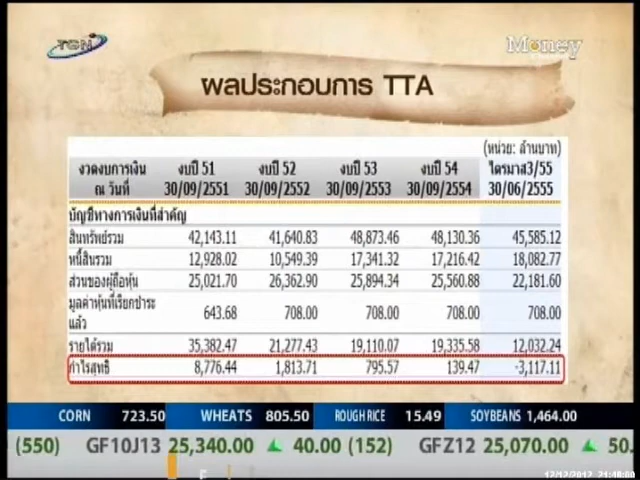 TGN
Money
ผลประกอบการ TTA
(หน่วย: ล้านบาท)
งวดงบการเงิน ณ วันที่ งบปี 51 30/09/2551 งบปี 52 30/09/2552 งบปี 53 30/09/2553 งบปี 54 30/09/2554 ไตรมาส3/55 30/06/2555
บัญชีทางการเงินที่สำคัญ
สินทรัพย์รวม 42,143.11 41,640.83 48,873.46 48,130.36 45,585.12
หนี้สินรวม 12,928.02 10,549.39 17,341.32 17,216.42 18,082.77
ส่วนของผู้ถือหุ้น 25,021.70 26,362.90 25,894.34 25,560.88 22,181.60
มูลค่าหุ้นที่เรียกชำระแล้ว 643.68 708.00 708.00 708.00 708.00
รายได้รวม 35,382.47 21,277.43 19,110.07 19,335.58 12,032.24
กำไรสุทธิ 8,776.44 1,813.71 795.57 139.47 -3,117.11
CORN 723.50 WHEATS 805.50 ROUGH RICE 15.49 SOYBEANS 1,464.00
(550) GF10J13 25,340.00 40.00 (152) GFZ12 25,070.00 50.